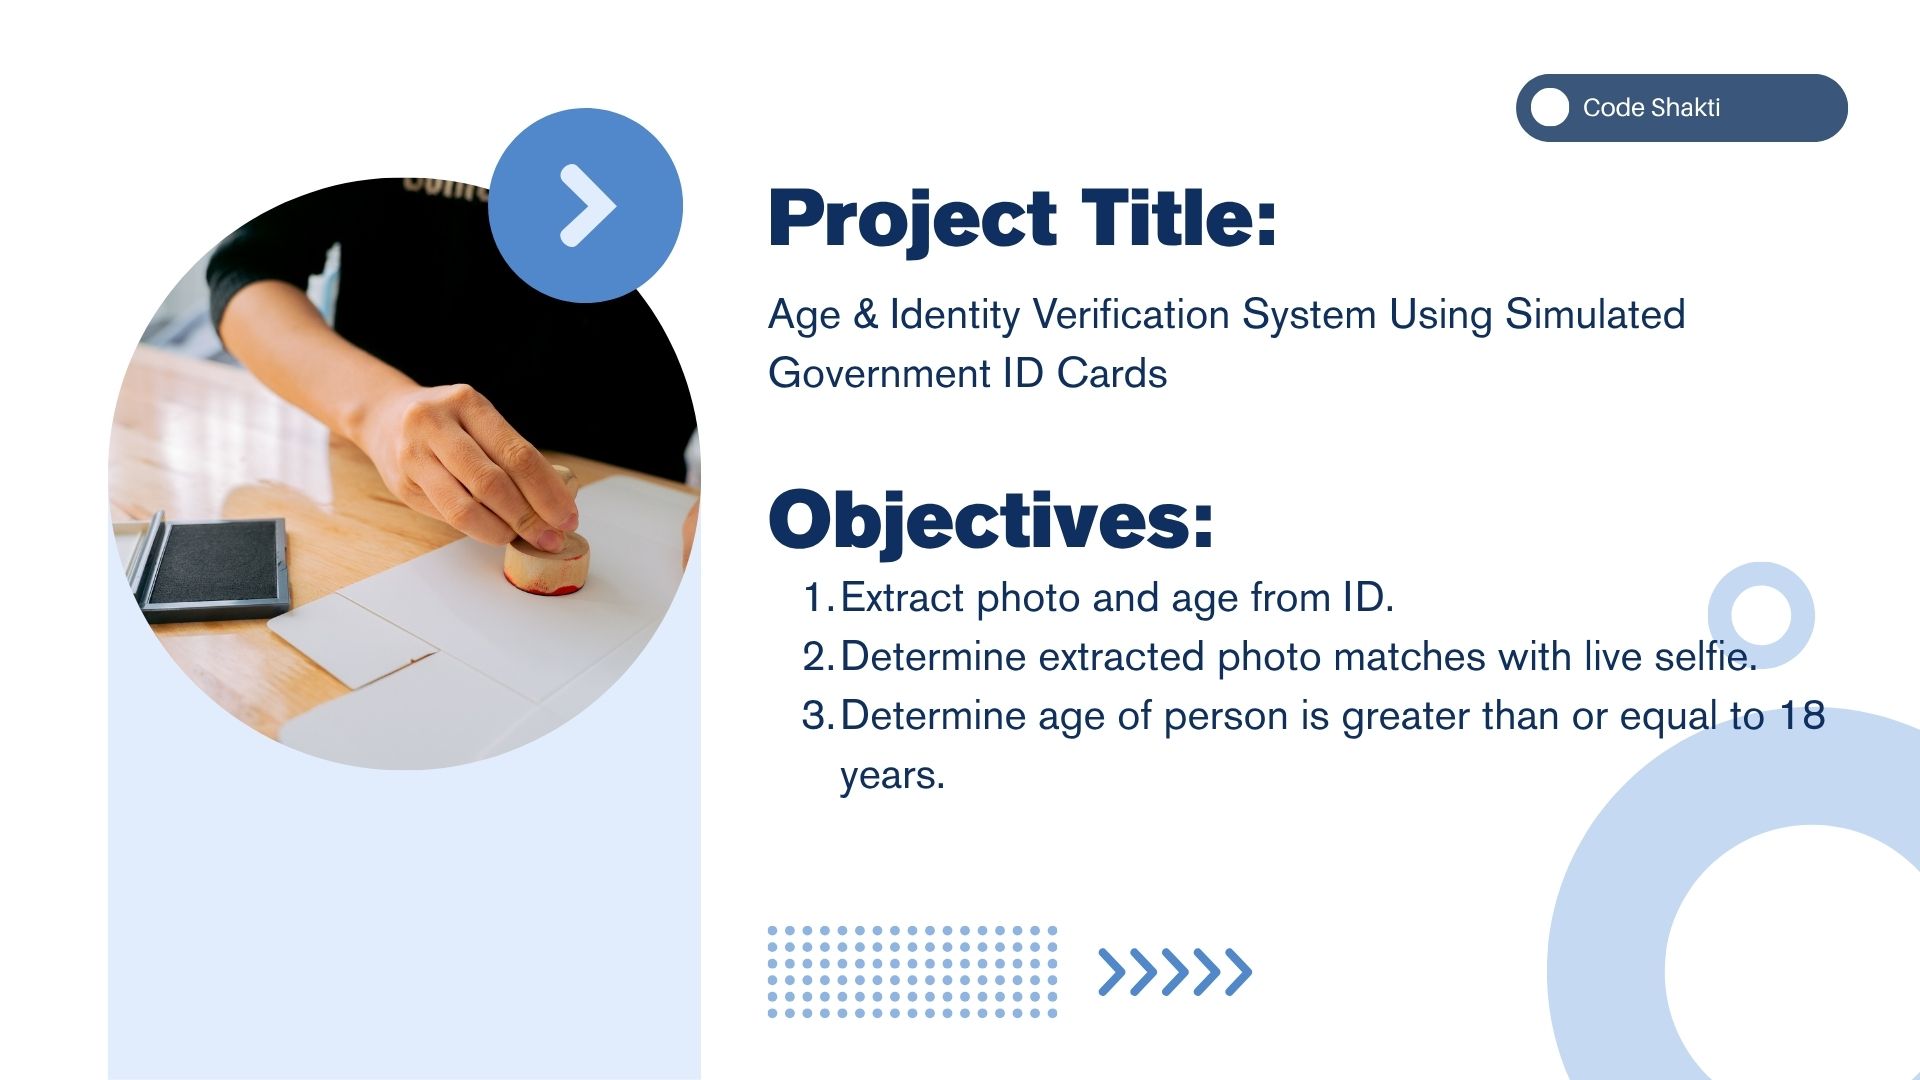 Code Shakti
Project Title:
Age & Identity Verification System Using Simulated
Government ID Cards
Objectives:
1. Extract photo and age from ID.
2. Determine extracted photo matches with live selfie.
3. Determine age of person is greater than or equal to 18
years.